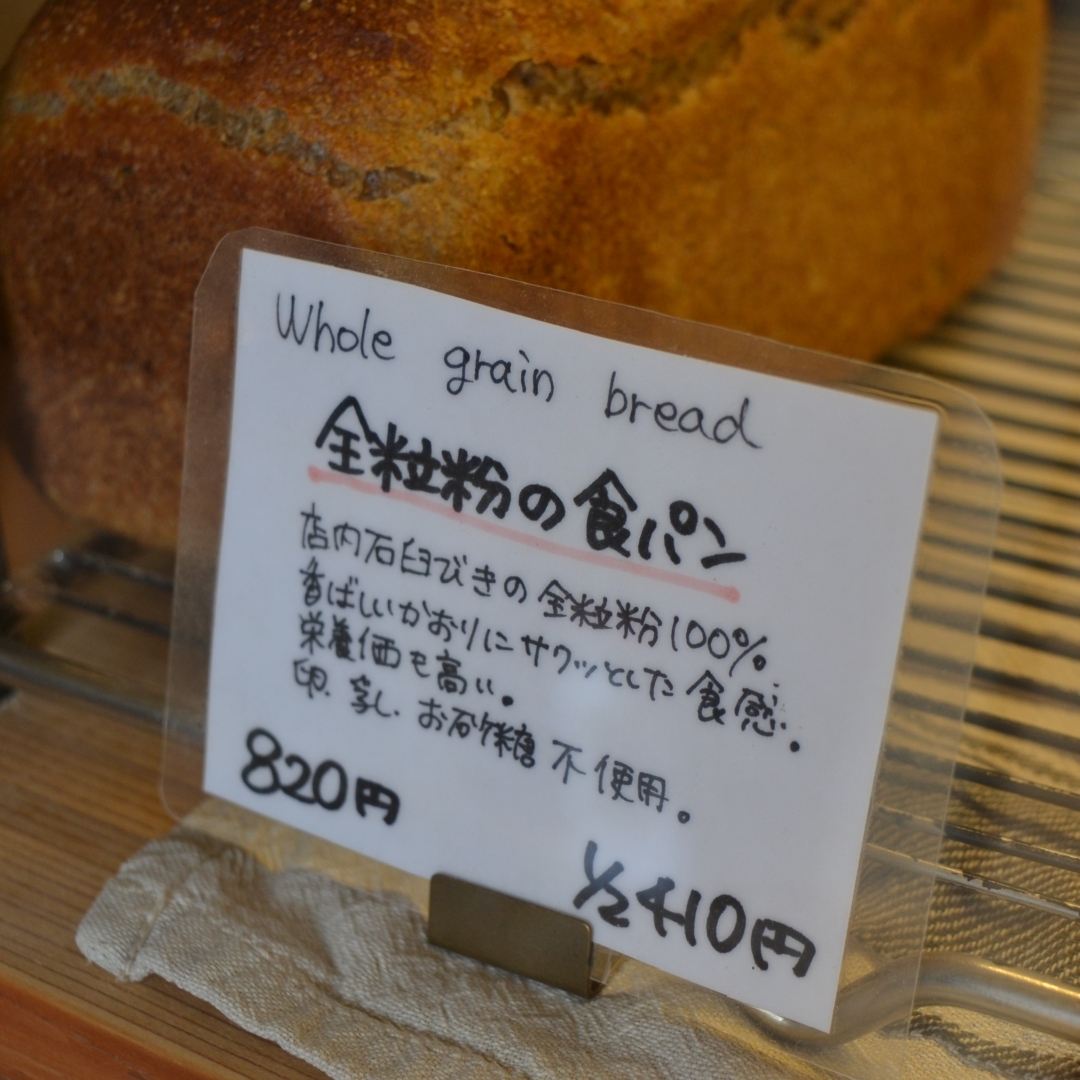 Whole grain bread
全粒粉の食パン
店内石臼びきの全粒粉100%.
香ばしいかおりにサクッとした食感.
栄養価も高い。
卵.乳.お砂糖不使用。
820円
1/2 410円